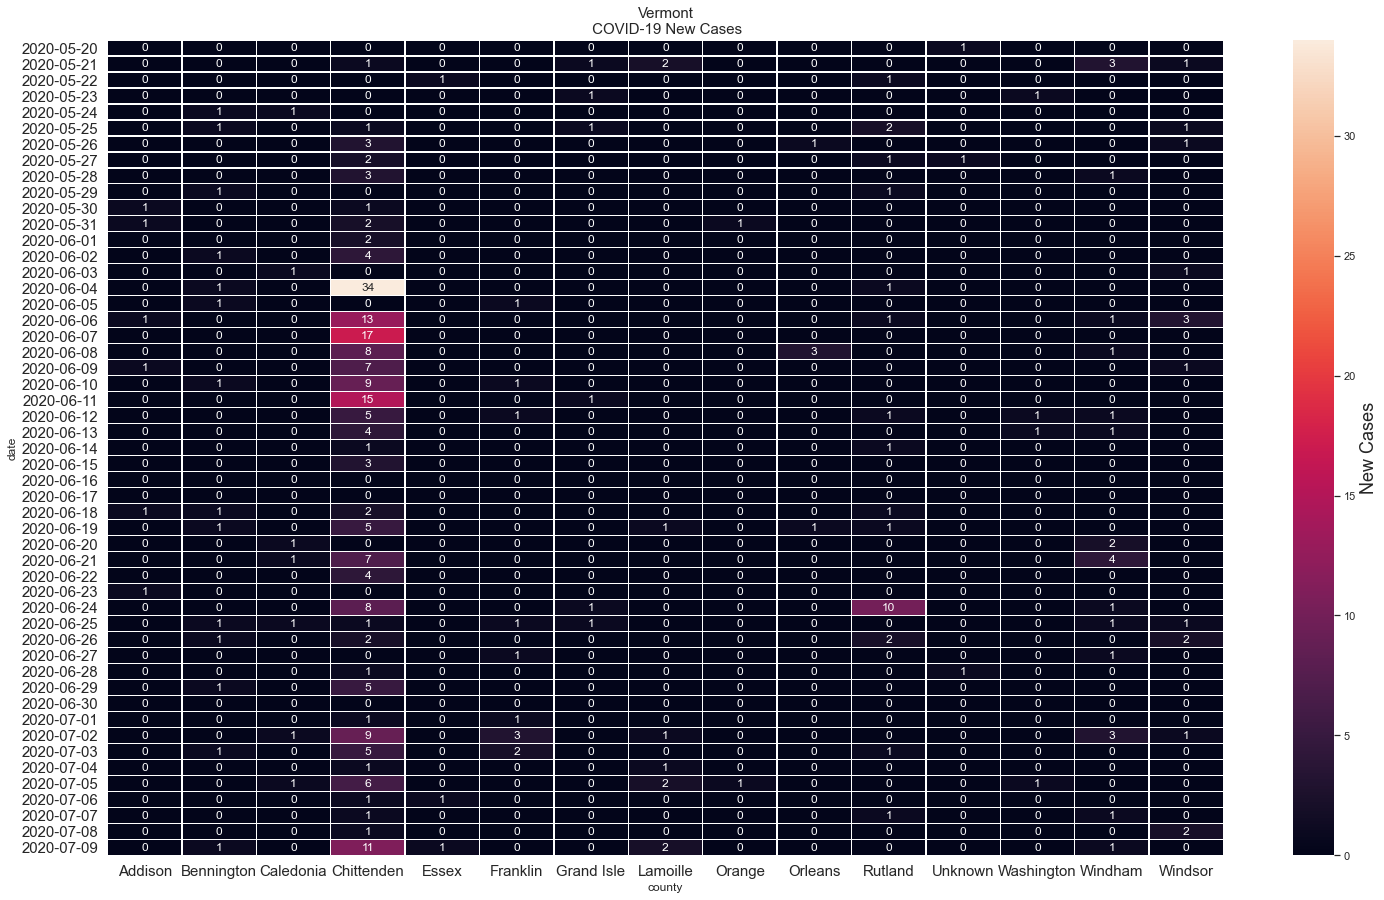 Vermont
COVID-19 New Cases
2020-05-20 0 0 0 0 0 0 0 0 0 0 0 1 0 0 0
2020-05-21 0 0 0 1 0 0 1 2 0 0 0 0 0 3 1
2020-05-22 0 0 0 0 1 0 0 0 0 0 1 0 0 0 0
2020-05-23 0 0 0 0 0 0 1 0 0 0 0 0 1 0 0
2020-05-24 0 1 1 0 0 0 0 0 0 0 0 0 0 0 0
2020-05-25 0 1 0 1 0 0 1 0 0 0 2 0 0 0 1
2020-05-26 0 0 0 3 0 0 0 0 0 1 0 0 0 0 1
2020-05-27 0 0 0 2 0 0 0 0 0 0 1 1 0 0 0
2020-05-28 0 0 0 3 0 0 0 0 0 0 0 0 0 1 0
2020-05-29 0 1 0 0 0 0 0 0 0 0 1 0 0 0 0
2020-05-30 1 0 0 1 0 0 0 0 0 0 0 0 0 0 0
2020-05-31 1 0 0 2 0 0 0 0 1 0 0 0 0 0 0
2020-06-01 0 0 0 2 0 0 0 0 0 0 0 0 0 0 0
2020-06-02 0 1 0 4 0 0 0 0 0 0 0 0 0 0 0
2020-06-03 0 0 1 0 0 0 0 0 0 0 0 0 0 0 1
2020-06-04 0 1 0 34 0 0 0 0 0 0 1 0 0 0 0
2020-06-05 0 1 0 0 0 1 0 0 0 0 0 0 0 0 0
2020-06-06 1 0 0 13 0 0 0 0 0 0 1 0 0 1 3
2020-06-07 0 0 0 17 0 0 0 0 0 0 0 0 0 0 0
2020-06-08 0 0 0 8 0 0 0 0 0 3 0 0 0 1 0
2020-06-09 1 0 0 7 0 0 0 0 0 0 0 0 0 0 1
2020-06-10 0 1 0 9 0 1 0 0 0 0 0 0 0 0 0
2020-06-11 0 0 0 15 0 0 1 0 0 0 0 0 0 0 0
2020-06-12 0 0 0 5 0 1 0 0 0 0 1 0 1 1 0
2020-06-13 0 0 0 4 0 0 0 0 0 0 0 0 1 1 0
2020-06-14 0 0 0 1 0 0 0 0 0 0 1 0 0 0 0
2020-06-15 0 0 0 3 0 0 0 0 0 0 0 0 0 0 0
2020-06-16 0 0 0 0 0 0 0 0 0 0 0 0 0 0 0
2020-06-17 0 0 0 0 0 0 0 0 0 0 0 0 0 0 0
2020-06-18 1 1 0 2 0 0 0 0 0 0 1 0 0 0 0
2020-06-19 0 1 0 5 0 0 0 1 0 1 1 0 0 0 0
2020-06-20 0 0 1 0 0 0 0 0 0 0 0 0 0 2 0
2020-06-21 0 0 1 7 0 0 0 0 0 0 0 0 0 4 0
2020-06-22 0 0 0 4 0 0 0 0 0 0 0 0 0 0 0
2020-06-23 1 0 0 0 0 0 0 0 0 0 0 0 0 0 0
2020-06-24 0 0 0 8 0 0 1 0 0 0 10 0 0 1 0
2020-06-25 0 1 1 1 0 1 1 0 0 0 0 0 0 1 1
2020-06-26 0 1 0 2 0 0 0 0 0 0 2 0 0 0 2
2020-06-27 0 0 0 0 0 1 0 0 0 0 0 0 0 1 0
2020-06-28 0 0 0 1 0 0 0 0 0 0 0 1 0 0 0
2020-06-29 0 1 0 5 0 0 0 0 0 0 0 0 0 0 0
2020-06-30 0 0 0 0 0 0 0 0 0 0 0 0 0 0 0
2020-07-01 0 0 0 1 0 1 0 0 0 0 0 0 0 0 0
2020-07-02 0 0 1 9 0 3 0 1 0 0 0 0 0 3 1
2020-07-03 0 1 0 5 0 2 0 0 0 0 1 0 0 0 0
2020-07-04 0 0 0 1 0 0 0 1 0 0 0 0 0 0 0
2020-07-05 0 0 1 6 0 0 0 2 1 0 0 0 1 0 0
2020-07-06 0 0 0 1 1 0 0 0 0 0 0 0 0 0 0
2020-07-07 0 0 0 1 0 0 0 0 0 0 1 0 0 1 0
2020-07-08 0 0 0 1 0 0 0 0 0 0 0 0 0 0 2
2020-07-09 0 1 0 11 1 0 0 2 0 0 0 0 0 1 0
Addison Bennington Caledonia Chittenden Essex Franklin Grand Isle Lamoille Orange Orleans Rutland Unknown Washington Windham Windsor
county
date
30
25
20
15
10
5
0
New Cases